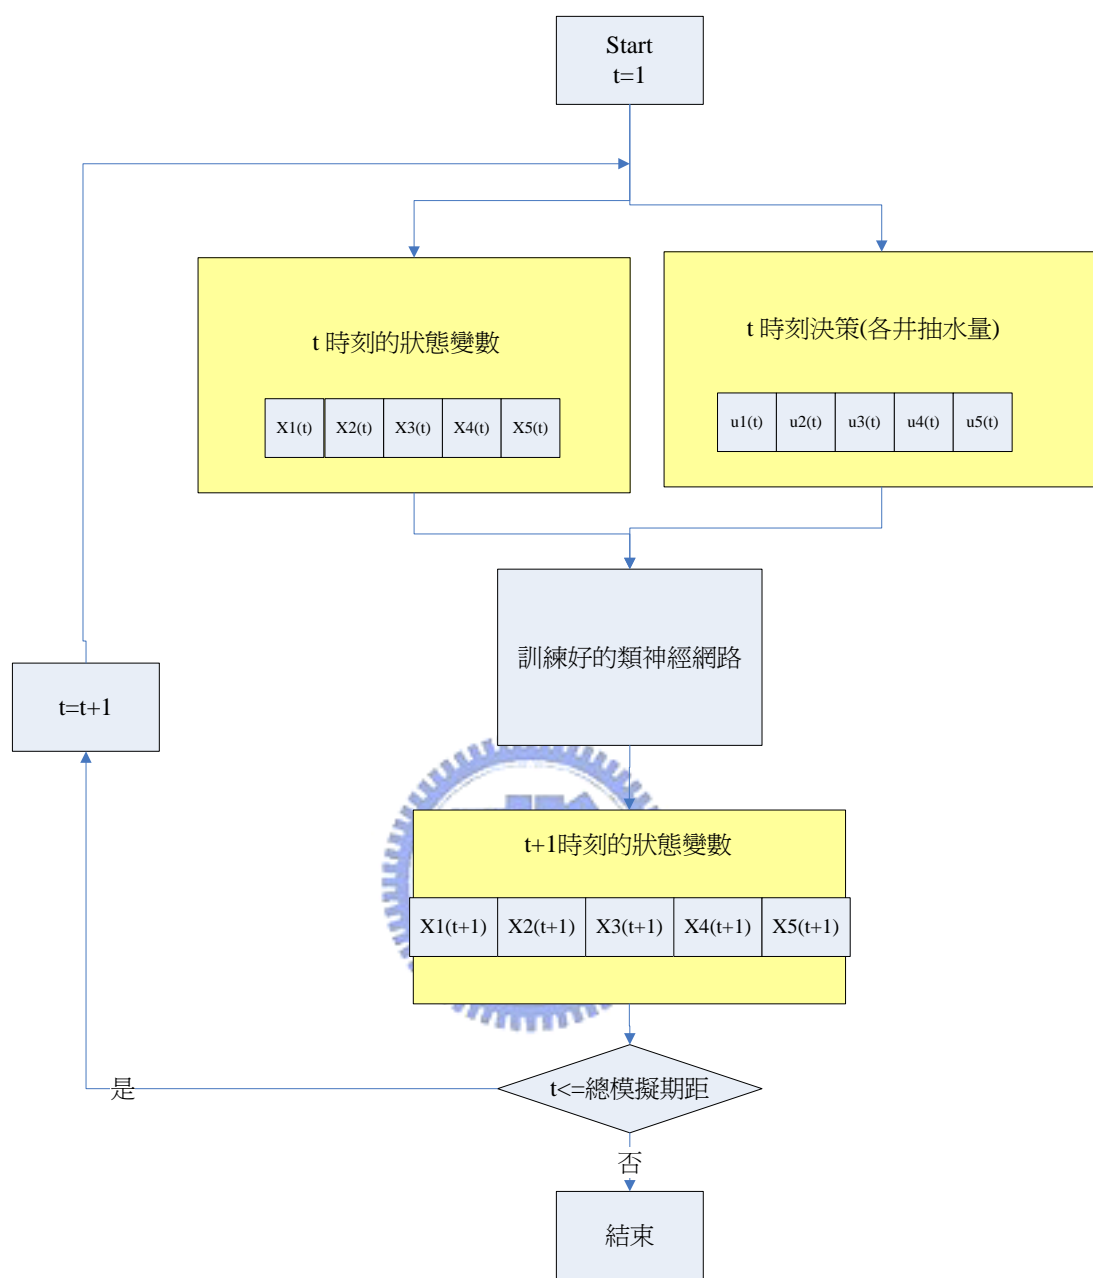 Start
t=1
t 時刻的狀態變數
X1(t) X2(t) X3(t) X4(t) X5(t)
t 時刻決策(各井抽水量)
u1(t) u2(t) u3(t) u4(t) u5(t)
訓練好的類神經網路
t=t+1
t+1時刻的狀態變數
X1(t+1) X2(t+1) X3(t+1) X4(t+1) X5(t+1)
t<=總模擬期距
是
否
結束